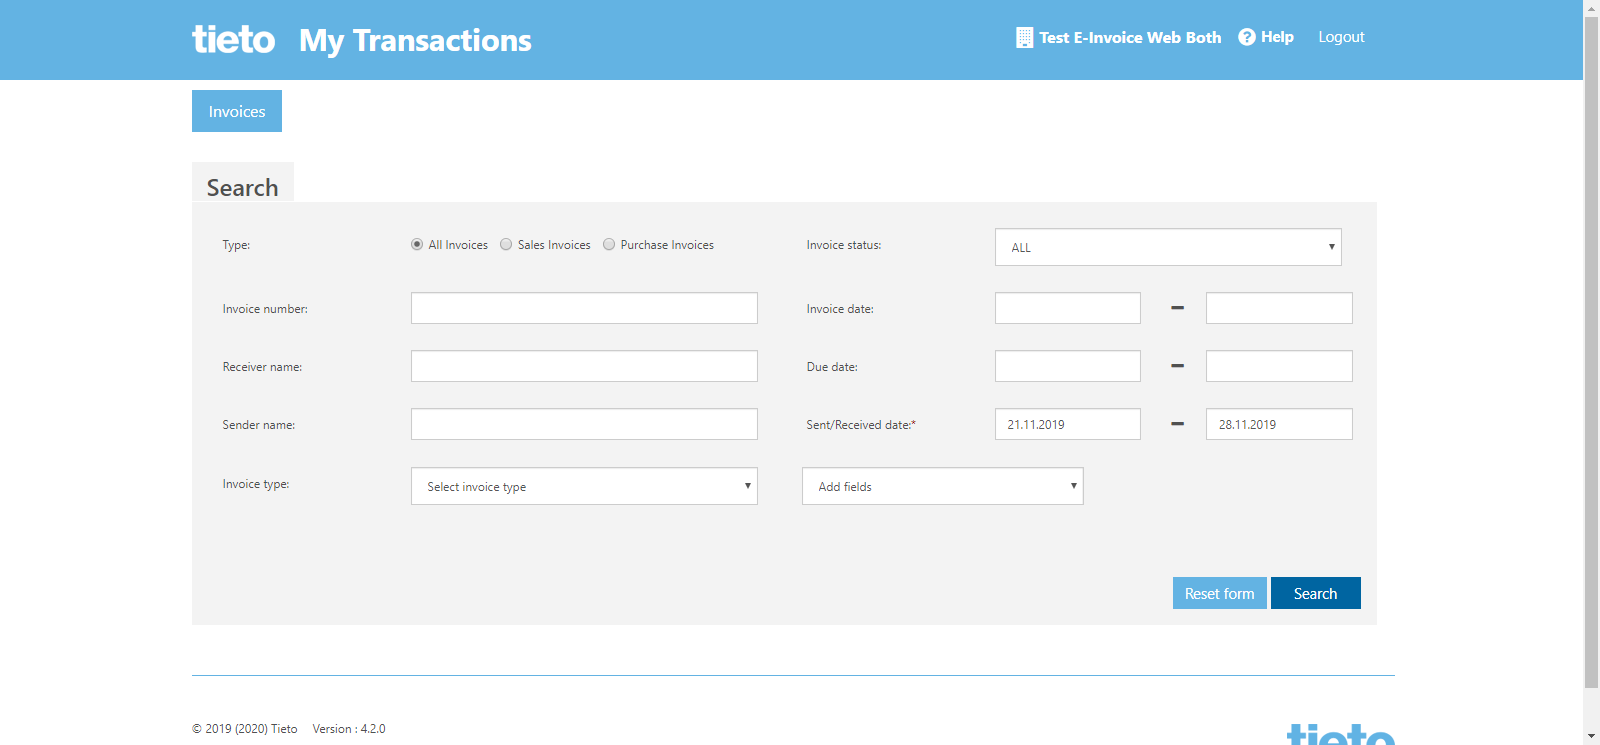 tieto My Transactions Test E-Invoice Web Both ? Help Logout
Invoices
Search
Type: All Invoices Sales Invoices Purchase Invoices Invoice status: ALL
Invoice number: Invoice date:
Receiver name: Due date:
Sender name: Sent/Received date:* 21.11.2019 28.11.2019
Invoice type: Select invoice type Add fields
Reset form Search
© 2019 (2020) Tieto Version : 4.2.0 tieto